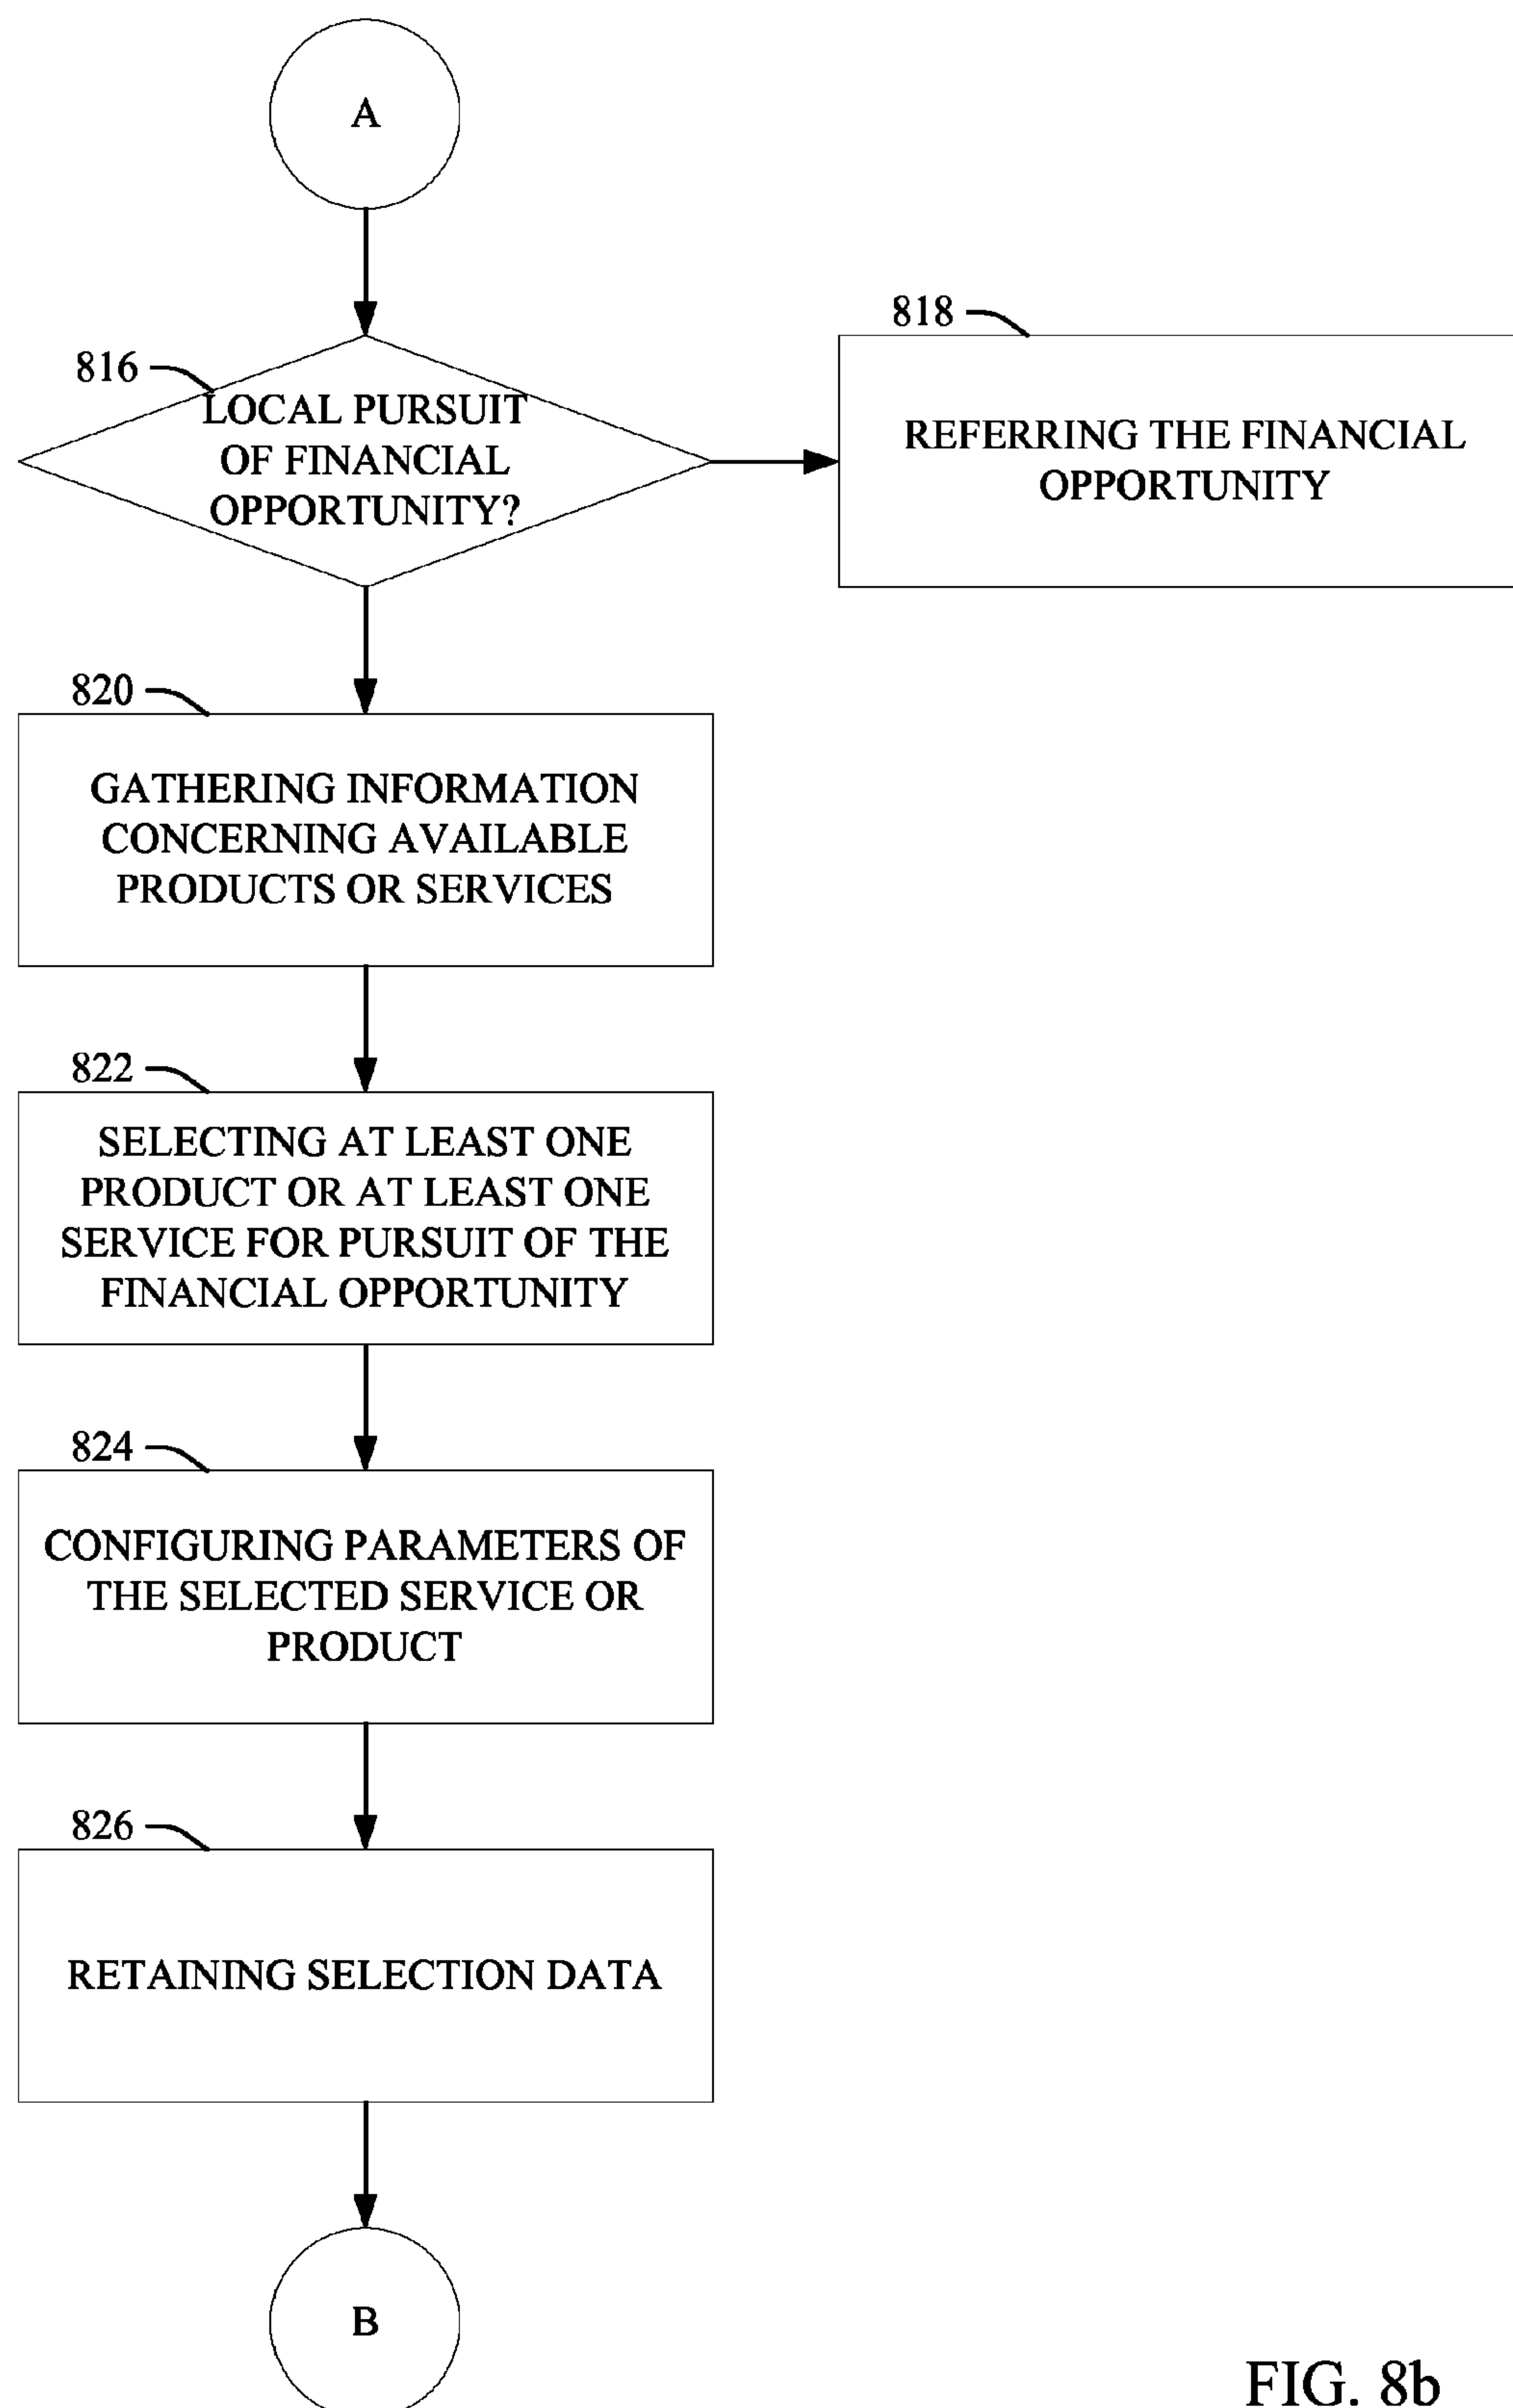 A
816
LOCAL PURSUIT
OF FINANCIAL
OPPORTUNITY?
818
REFERRING THE FINANCIAL
OPPORTUNITY
820
GATHERING INFORMATION
CONCERNING AVAILABLE
PRODUCTS OR SERVICES
822
SELECTING AT LEAST ONE
PRODUCT OR AT LEAST ONE
SERVICE FOR PURSUIT OF THE
FINANCIAL OPPORTUNITY
824
CONFIGURING PARAMETERS OF
THE SELECTED SERVICE OR
PRODUCT
826
RETAINING SELECTION DATA
B
FIG. 8b